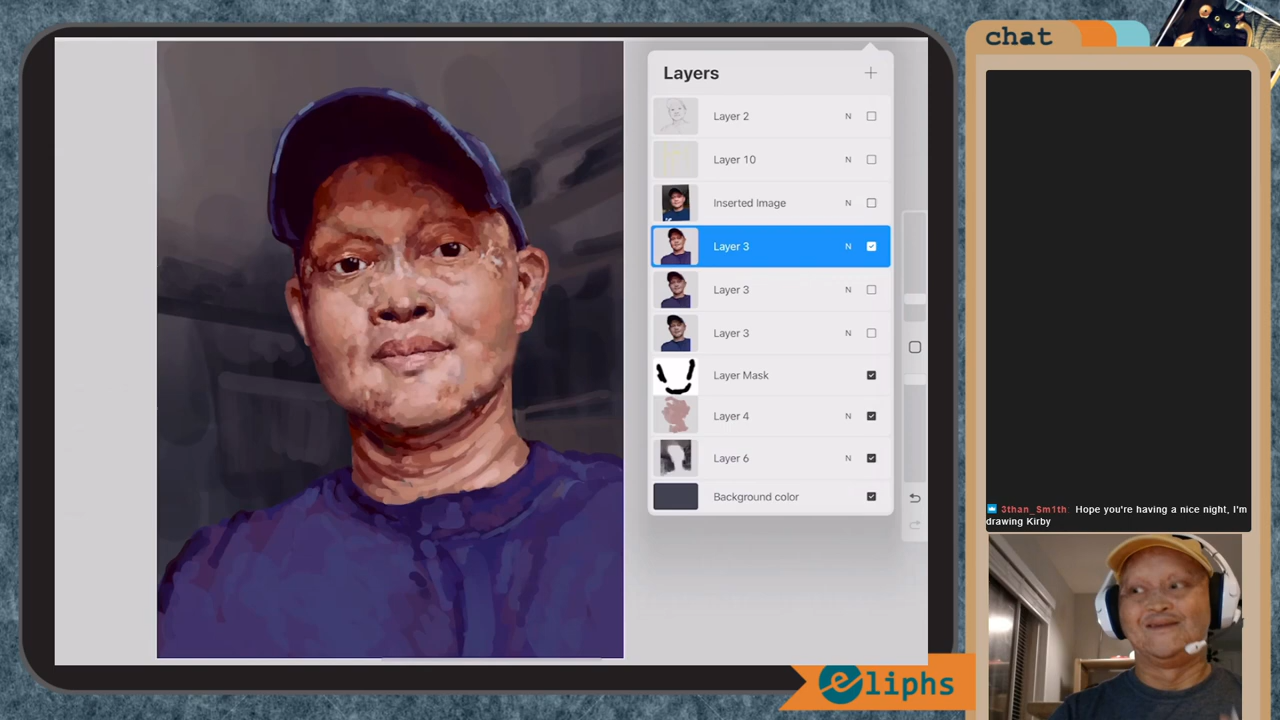 chat
Layers
Layer 2 N
Layer 10 N
Inserted Image N
Layer 3 N
Layer 3 N
Layer 3 N
Layer Mask
Layer 4 N
Layer 6 N
Background color
3than_Sm1th: Hope you're having a nice night, I'm
drawing Kirby
eliphs